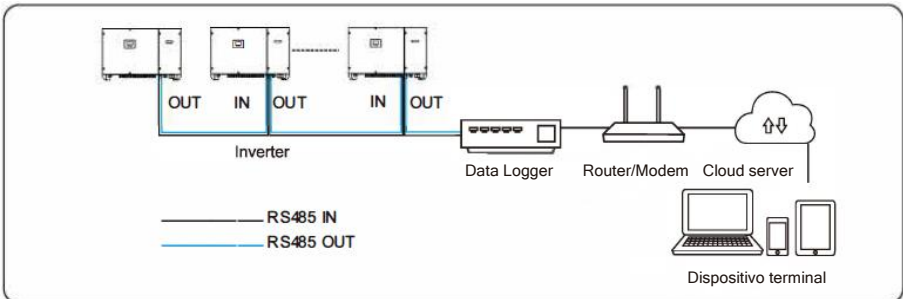 OUT IN OUT IN OUT
Inverter
Data Logger Router/Modem Cloud server
RS485 IN
RS485 OUT
Dispositivo terminal